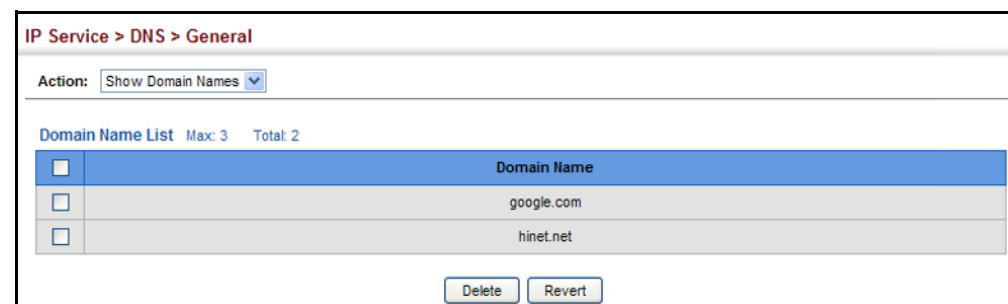 IP Service > DNS > General
Action: Show Domain Names
Domain Name List Max: 3 Total: 2
Domain Name
google.com
hinet.net
Delete Revert